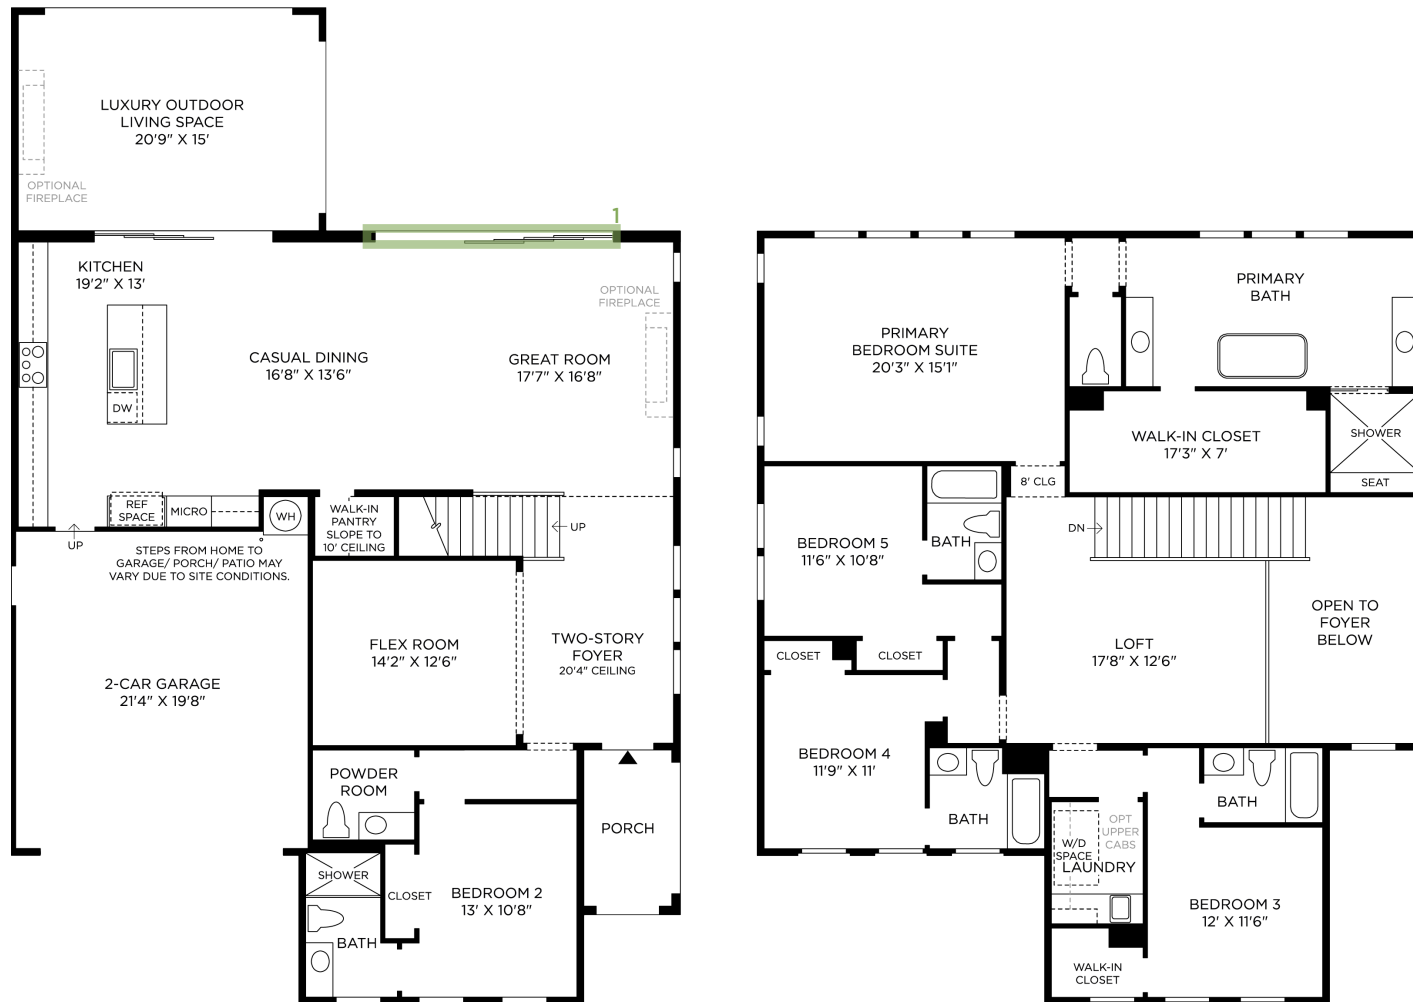 LUXURY OUTDOOR
LIVING SPACE
20'9" X 15'
OPTIONAL
FIREPLACE
1
KITCHEN
19'2" X 13'
OPTIONAL
FIREPLACE
CASUAL DINING
16'8" X 13'6"
GREAT ROOM
17'7" X 16'8"
DW
REF
SPACE
MICRO
WH
WALK-IN
PANTRY
SLOPE TO
10' CEILING
UP
UP
STEPS FROM HOME TO
GARAGE/ PORCH/ PATIO MAY
VARY DUE TO SITE CONDITIONS.
FLEX ROOM
14'2" X 12'6"
TWO-STORY
FOYER
20'4" CEILING
2-CAR GARAGE
21'4" X 19'8"
POWDER
ROOM
PORCH
SHOWER
CLOSET
BEDROOM 2
13' X 10'8"
BATH
PRIMARY
BEDROOM SUITE
20'3" X 15'1"
PRIMARY
BATH
WALK-IN CLOSET
17'3" X 7'
SHOWER
SEAT
8' CLG
DN
BEDROOM 5
11'6" X 10'8"
BATH
CLOSET
CLOSET
LOFT
17'8" X 12'6"
OPEN TO
FOYER
BELOW
BEDROOM 4
11'9" X 11'
BATH
BATH
OPT
UPPER
CABS
W/D
SPACE
LAUNDRY
BEDROOM 3
12' X 11'6"
WALK-IN
CLOSET